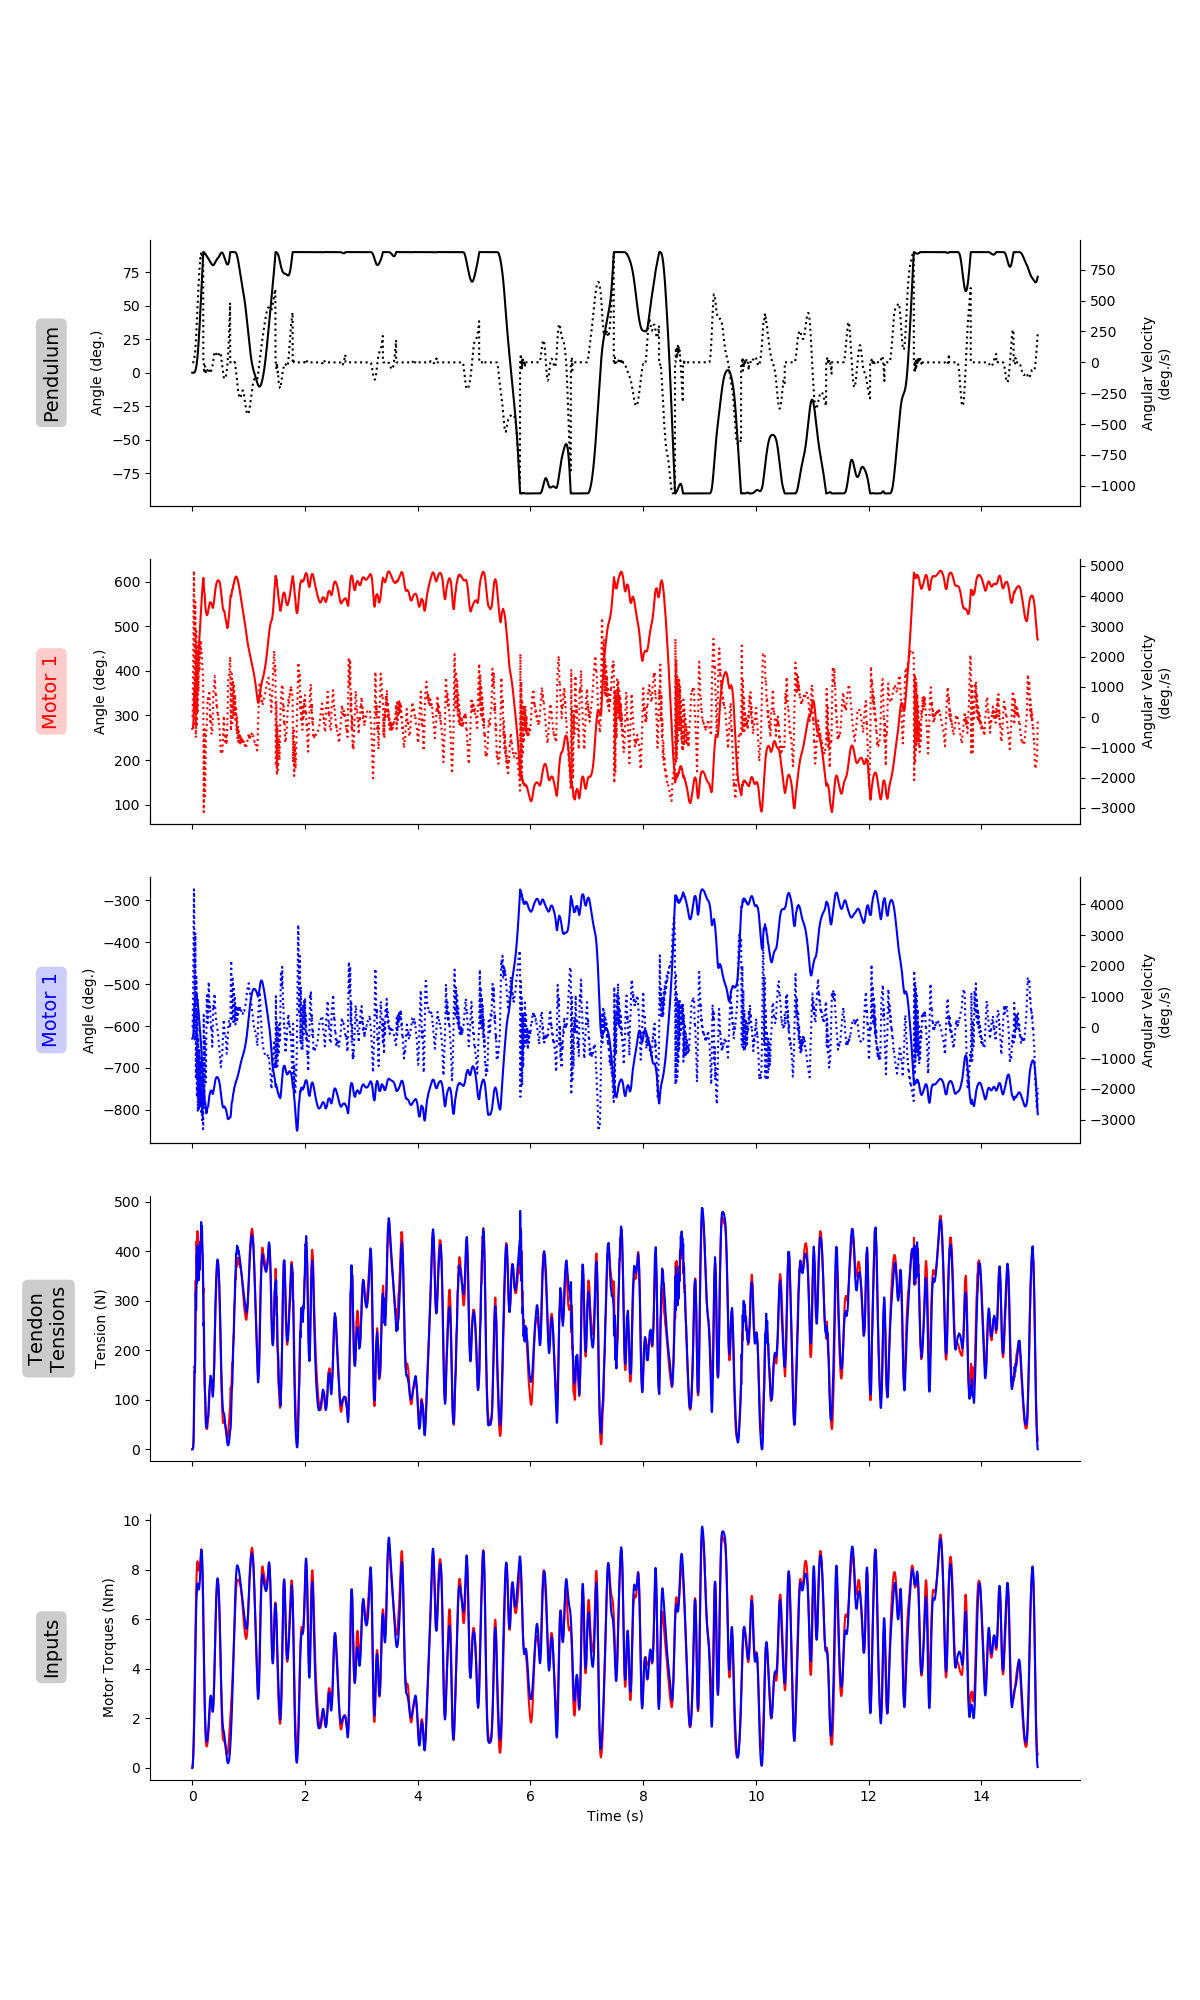 Pendulum
Angle (deg.)
75
50
25
0
−25
−50
−75
750
500
250
0
−250
−500
−750
−1000
Angular Velocity
(deg./s)
Motor 1
Angle (deg.)
600
500
400
300
200
100
5000
4000
3000
2000
1000
0
−1000
−2000
−3000
Angular Velocity
(deg./s)
Motor 1
Angle (deg.)
−300
−400
−500
−600
−700
−800
4000
3000
2000
1000
0
−1000
−2000
−3000
Angular Velocity
(deg./s)
Tendon
Tensions
Tension (N)
500
400
300
200
100
0
Inputs
Motor Torques (Nm)
10
8
6
4
2
0
0 2 4 6 8 10 12 14
Time (s)